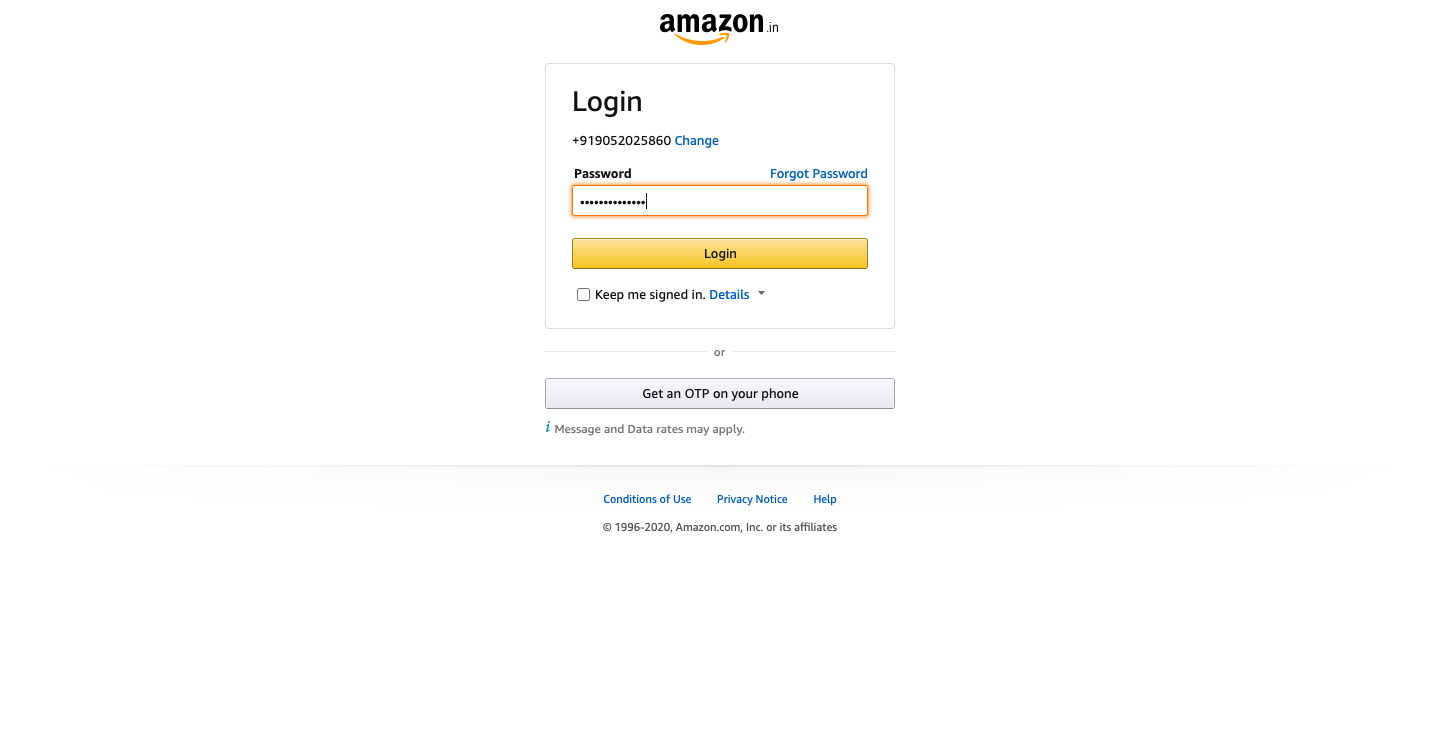 amazon.in
Login
+919052025860 Change
Password Forgot Password
••••••••••••••
Login
Keep me signed in. Details
or
Get an OTP on your phone
i Message and Data rates may apply.
Conditions of Use Privacy Notice Help
© 1996-2020, Amazon.com, Inc. or its affiliates